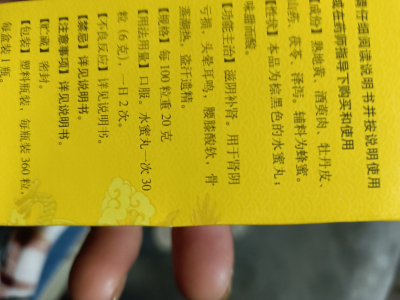 请仔细阅读说明书并按说明使用
或在药师指导下购买和使用
【成份】熟地黄、酒萸肉、牡丹皮、
山药、茯苓、泽泻。辅料为蜂蜜。
【性状】本品为棕黑色的水蜜丸；
味甜而酸。
【功能主治】滋阴补肾。用于肾阴
亏损，头晕耳鸣，腰膝酸软，骨
蒸潮热，盗汗遗精。
【规格】每100粒重20克
【用法用量】口服。水蜜丸一次30
粒（6克），一日2次。
【不良反应】详见说明书。
【禁忌】详见说明书。
【注意事项】详见说明书。
【贮藏】密封。
【包装】塑料瓶装，每瓶装360粒，
每盒装1瓶。